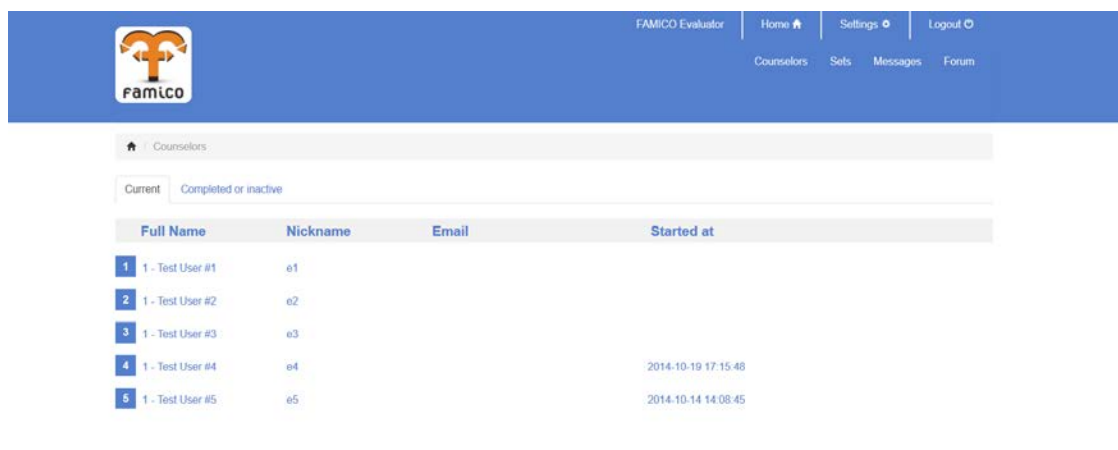 FAMICO Evaluator Home Settings Logout
Counselors Sets Messages Forum
Famico
/ Counselors
Current Completed or inactive
Full Name Nickname Email Started at
1 1 - Test User #1 e1
2 1 - Test User #2 e2
3 1 - Test User #3 e3
4 1 - Test User #4 e4 2014-10-19 17:15:48
5 1 - Test User #5 e5 2014-10-14 14:08:45